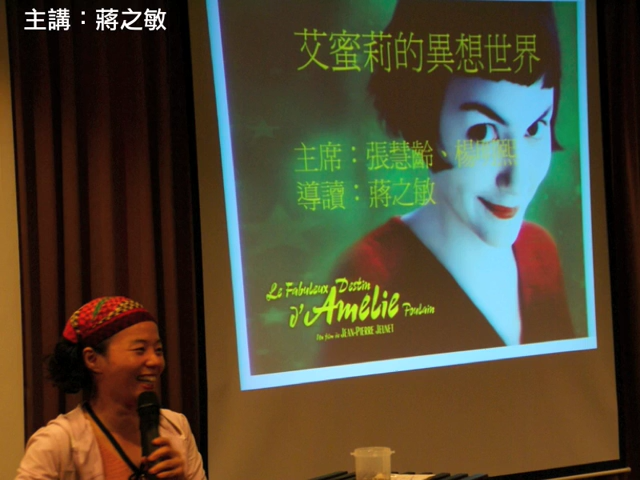 主講：蔣之敏
艾蜜莉的異想世界
主席：張慧齡、楊
導讀：蔣之敏
Le Fabuleux Destin
d'Amélie Poulain
Un film de JEAN-PIERRE JEUNET